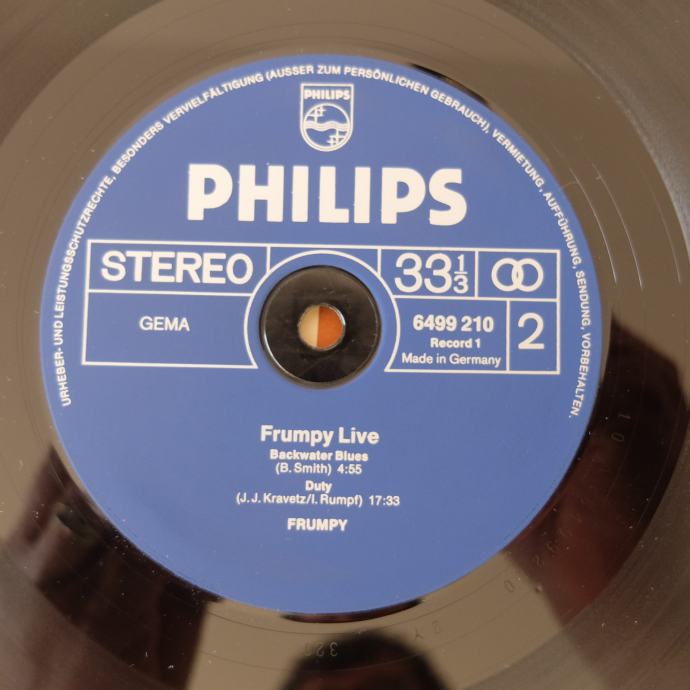 URHEBER- UND LEISTUNGSSCHUTZRECHTE, BESONDERS VERVIELFÄLTIGUNG (AUSSER ZUM PERSÖNLICHEN GEBRAUCH), VERMIETUNG, AUFFÜHRUNG, SENDUNG, VORBEHALTEN.
PHILIPS
PHILIPS
STEREO
33 1/3
GEMA
6499 210
Record 1
Made in Germany
2
Frumpy Live
Backwater Blues
(B. Smith) 4:55
Duty
(J. J. Kravetz/I. Rumpf) 17:33
FRUMPY